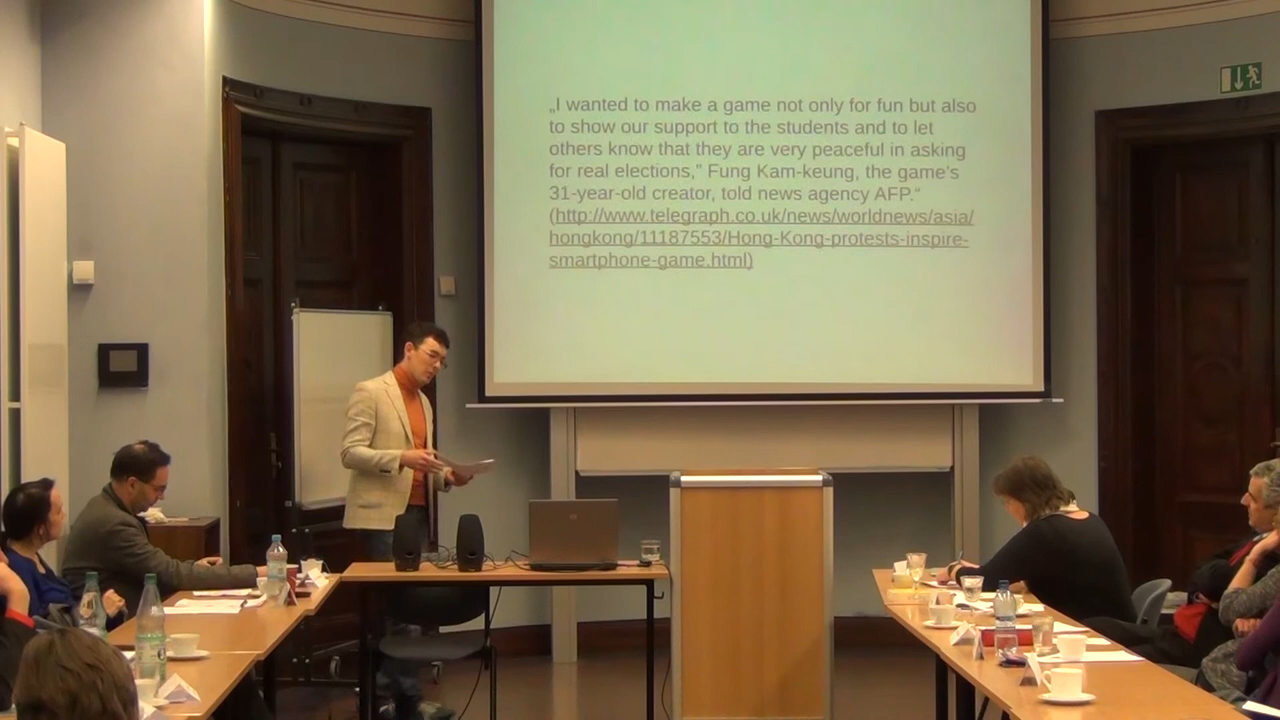 „I wanted to make a game not only for fun but also
to show our support to the students and to let
others know that they are very peaceful in asking
for real elections," Fung Kam-keung, the game's
31-year-old creator, told news agency AFP.“
(http://www.telegraph.co.uk/news/worldnews/asia/
hongkong/11187553/Hong-Kong-protests-inspire-
smartphone-game.html)